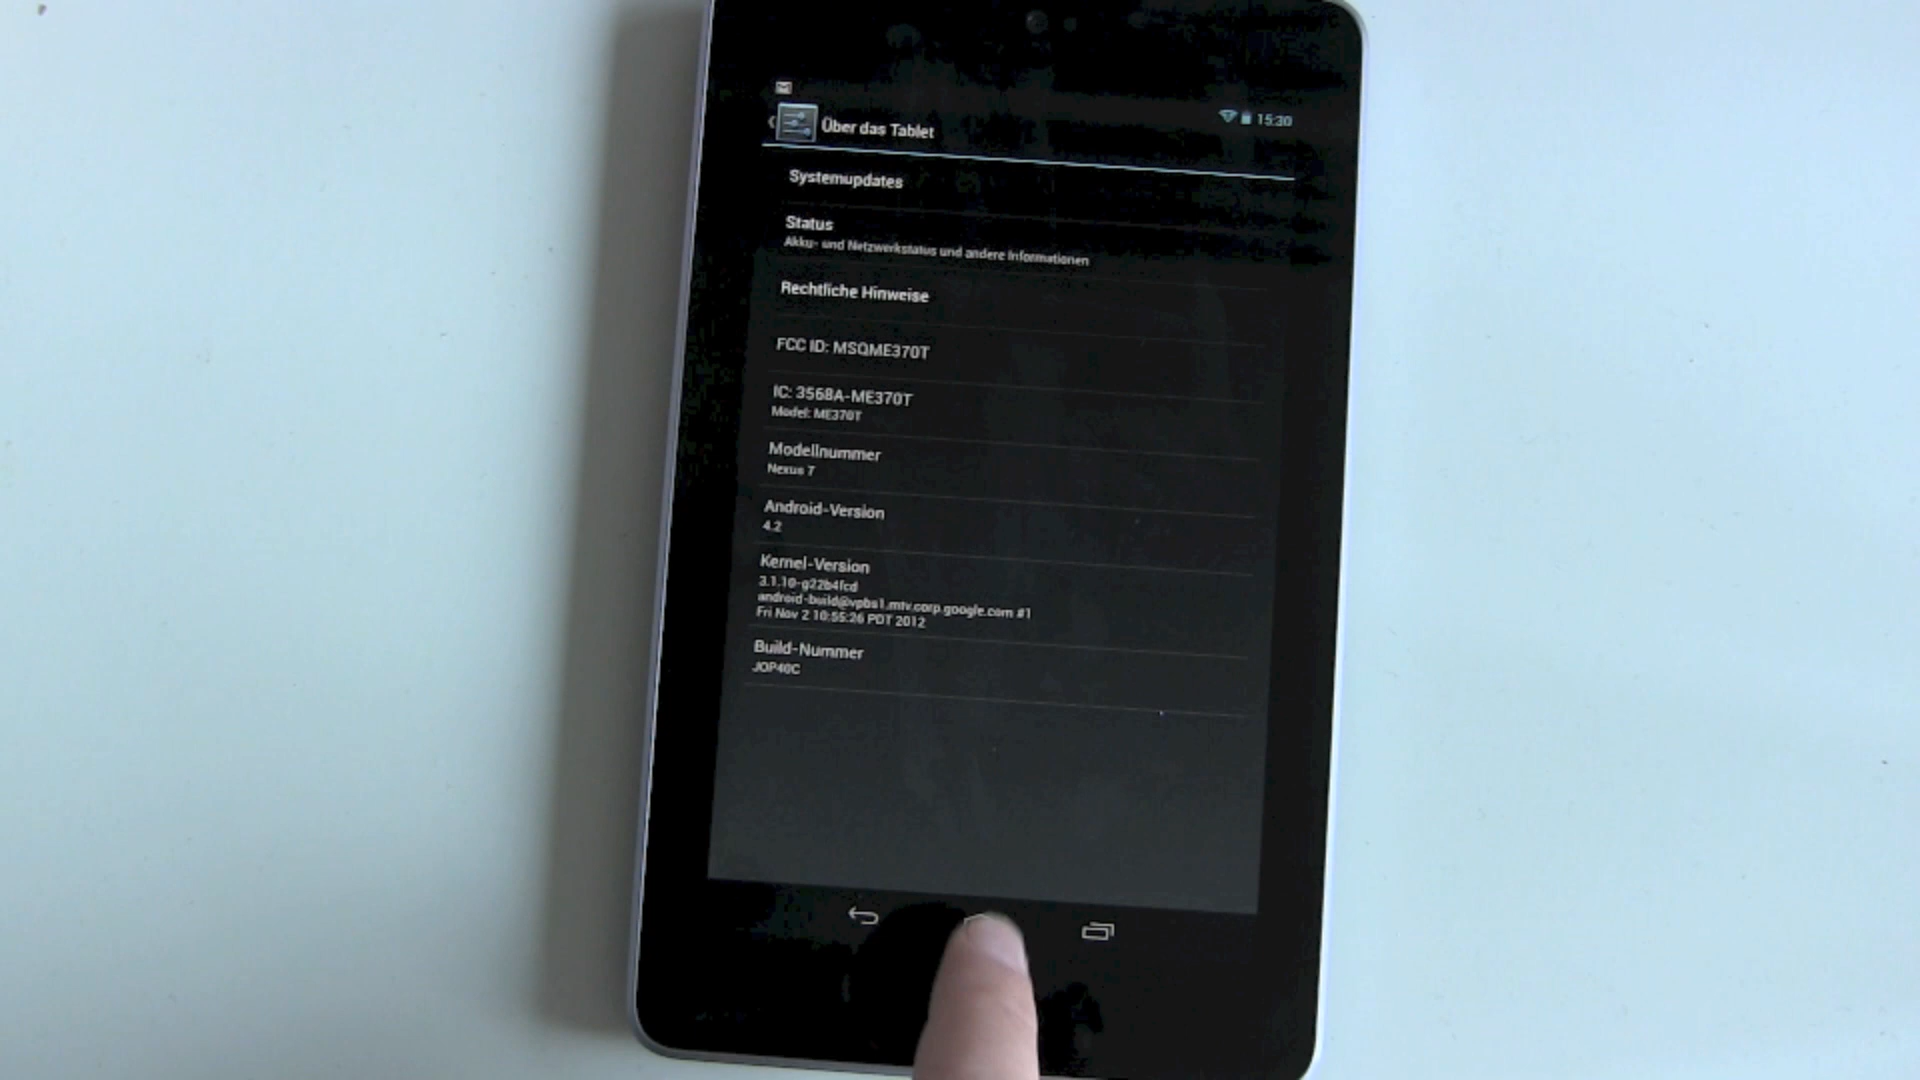 15:30
Über das Tablet
Systemupdates
Status
Akku- und Netzwerkstatus und andere Informationen
Rechtliche Hinweise
FCC ID: MSQME370T
IC: 3568A-ME370T
Model: ME370T
Modellnummer
Nexus 7
Android-Version
4.2
Kernel-Version
3.1.10-g22b4fcd
android-build@vpbs1.mtv.corp.google.com #1
Fri Nov 2 10:55:26 PDT 2012
Build-Nummer
JOP40C